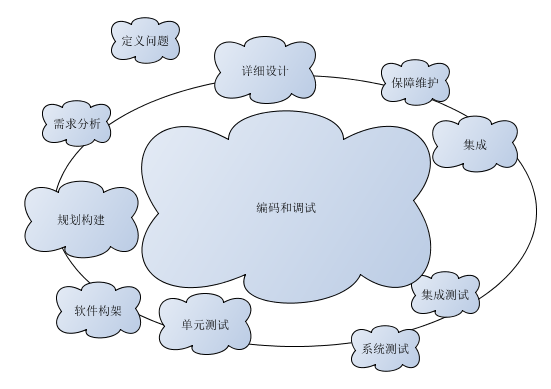 定义问题
详细设计
保障维护
需求分析
集成
编码和调试
规划构建
集成测试
软件构架
单元测试
系统测试